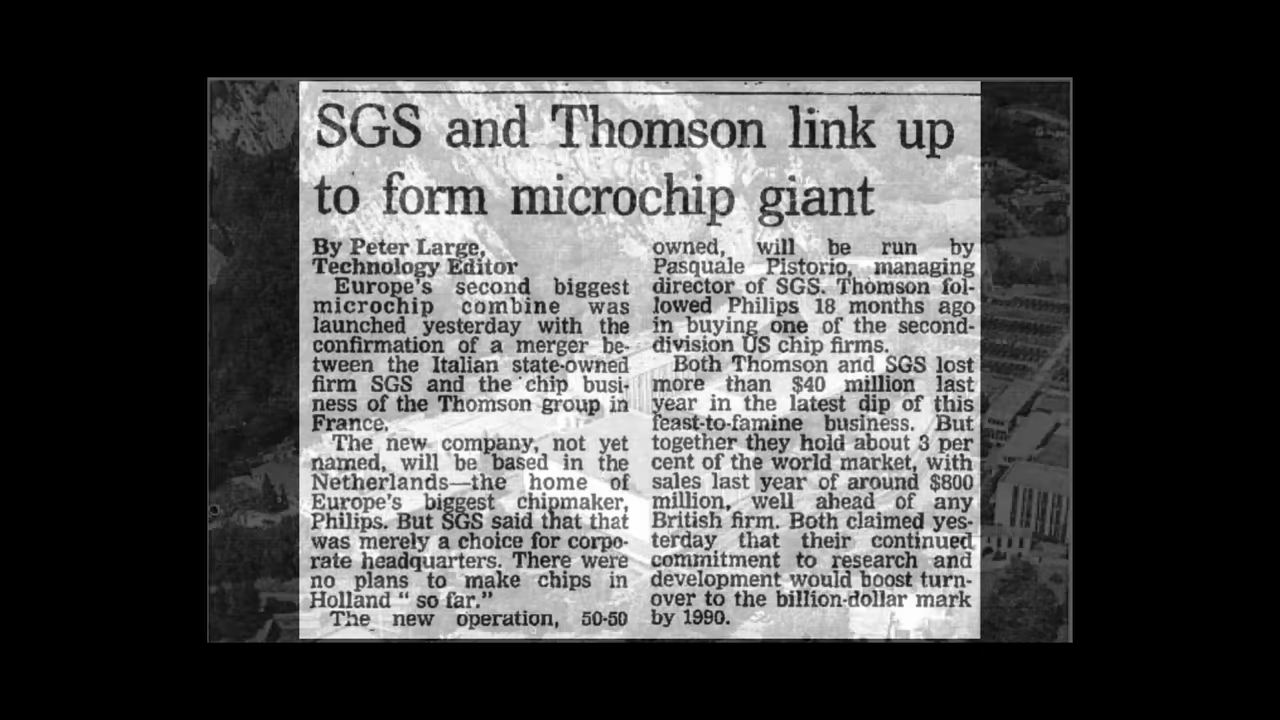 SGS and Thomson link up
to form microchip giant
By Peter Large,
Technology Editor
Europe's second biggest
microchip combine was
launched yesterday with the
confirmation of a merger be-
tween the Italian state-owned
firm SGS and the chip busi-
ness of the Thomson group in
France.
The new company, not yet
named, will be based in the
Netherlands—the home of
Europe's biggest chipmaker,
Philips. But SGS said that that
was merely a choice for corpo-
rate headquarters. There were
no plans to make chips in
Holland “ so far.”
The new operation, 50-50
owned, will be run by
Pasquale Pistorio, managing
director of SGS. Thomson fol-
lowed Philips 18 months ago
in buying one of the second-
division US chip firms.
Both Thomson and SGS lost
more than $40 million last
year in the latest dip of this
feast-to-famine business. But
together they hold about 3 per
cent of the world market, with
sales last year of around $800
million, well ahead of any
British firm. Both claimed yes-
terday that their continued
commitment to research and
development would boost turn-
over to the billion-dollar mark
by 1990.